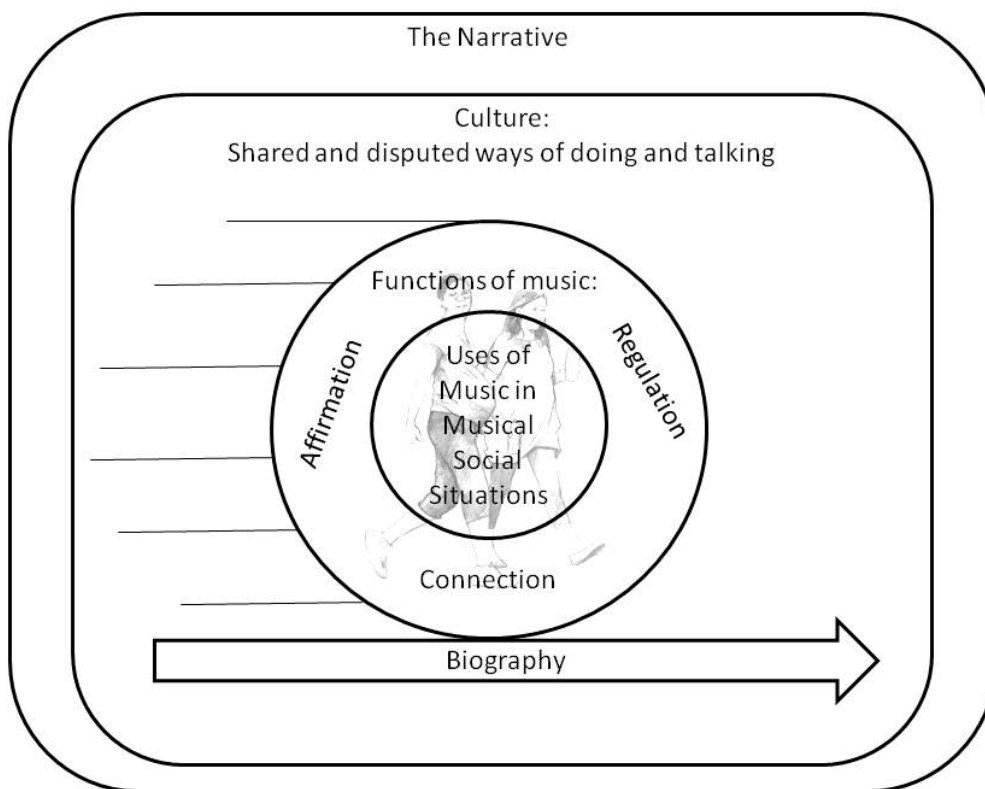 The Narrative
Culture:
Shared and disputed ways of doing and talking
Functions of music:
Affirmation
Regulation
Uses of
Music in
Musical
Social
Situations
Connection
Biography